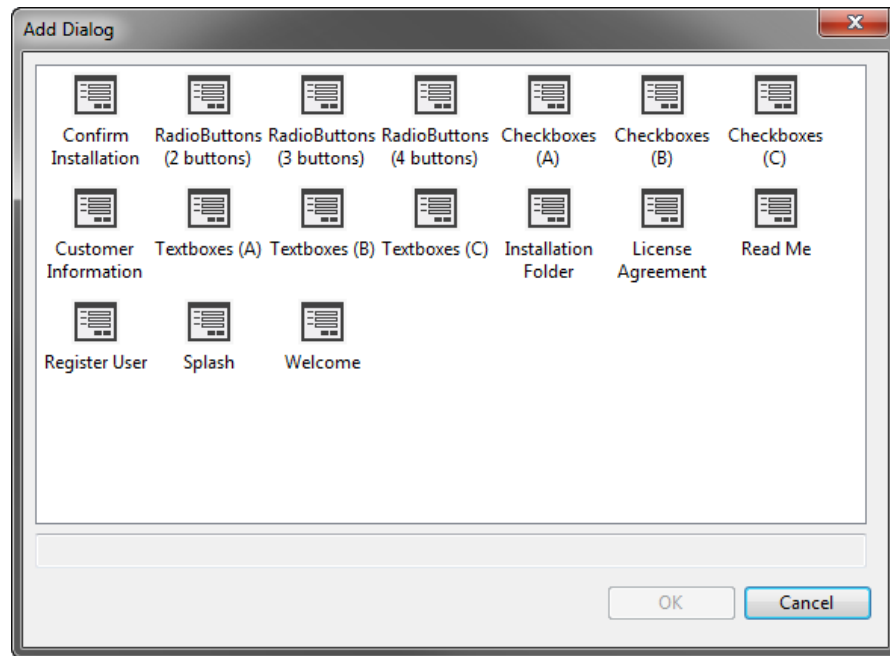 Add Dialog
Confirm Installation
RadioButtons (2 buttons)
RadioButtons (3 buttons)
RadioButtons (4 buttons)
Checkboxes (A)
Checkboxes (B)
Checkboxes (C)
Customer Information
Textboxes (A)
Textboxes (B)
Textboxes (C)
Installation Folder
License Agreement
Read Me
Register User
Splash
Welcome
OK
Cancel